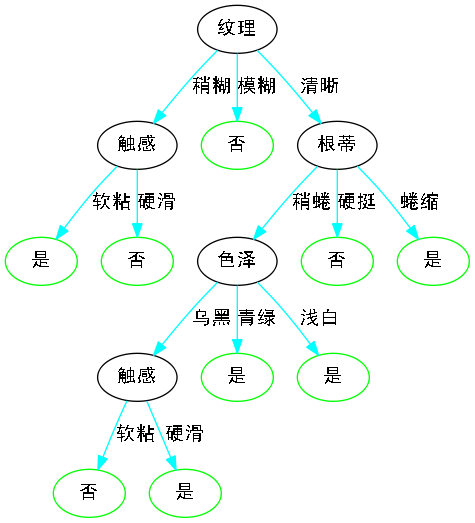 纹理
稍糊 模糊 清晰
触感 否 根蒂
软粘 硬滑 稍蜷 硬挺 蜷缩
是 否 色泽 否 是
乌黑 青绿 浅白
触感 是 是
软粘 硬滑
否 是